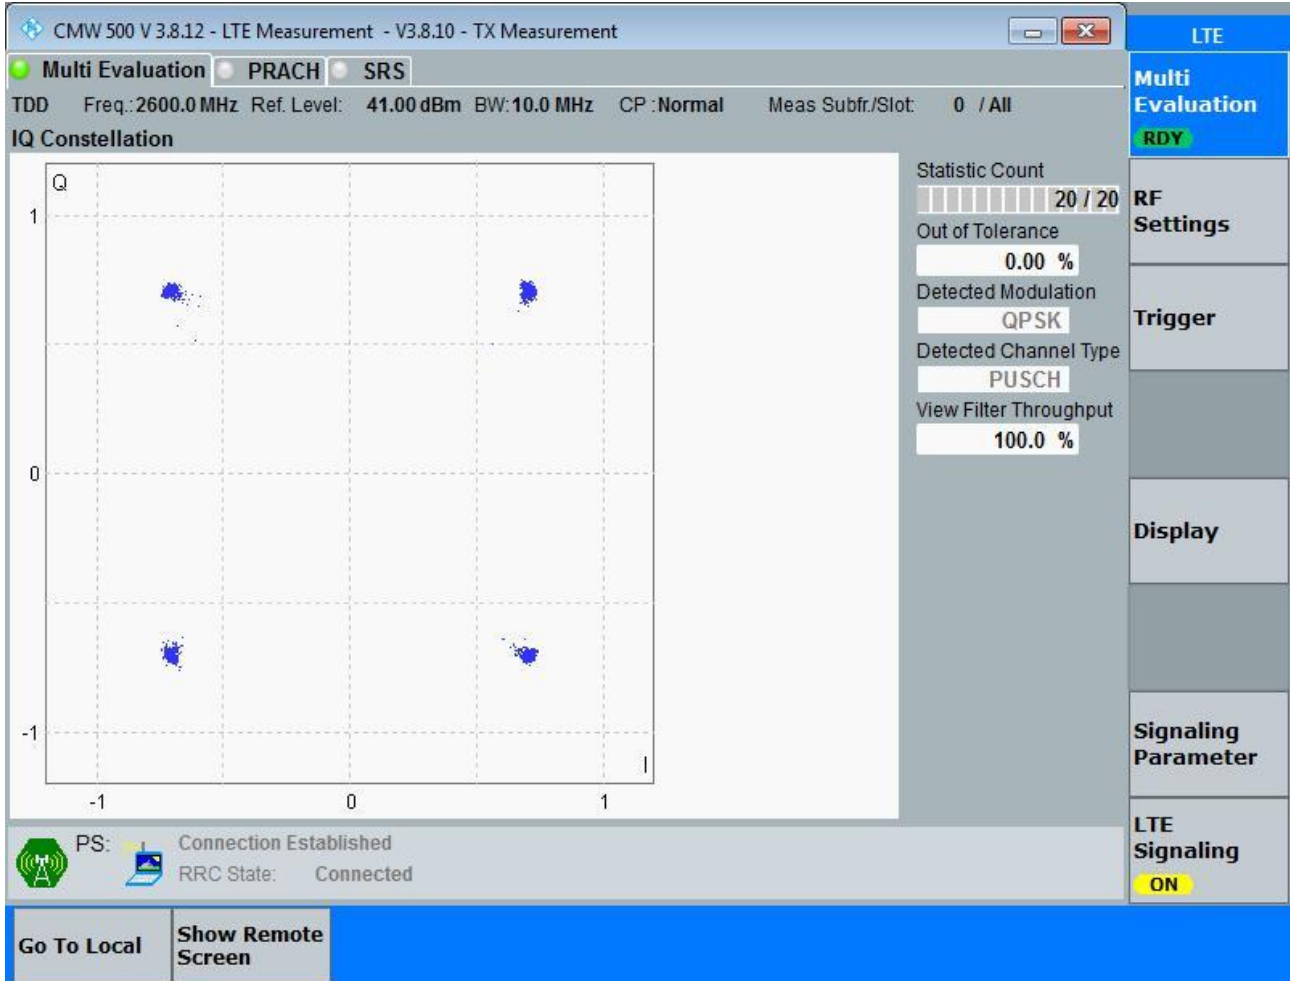 CMW 500 V 3.8.12 - LTE Measurement - V3.8.10 - TX Measurement
LTE
Multi Evaluation PRACH SRS
Multi
Evaluation
RDY
TDD Freq.: 2600.0 MHz Ref. Level: 41.00 dBm BW: 10.0 MHz CP : Normal Meas Subfr./Slot: 0 / All
IQ Constellation
Q
1
0
-1
I
-1 0 1
Statistic Count
20 / 20
Out of Tolerance
0.00 %
Detected Modulation
QPSK
Detected Channel Type
PUSCH
View Filter Throughput
100.0 %
RF
Settings
Trigger
Display
Signaling
Parameter
LTE
Signaling
ON
PS: Connection Established
RRC State: Connected
Go To Local
Show Remote
Screen